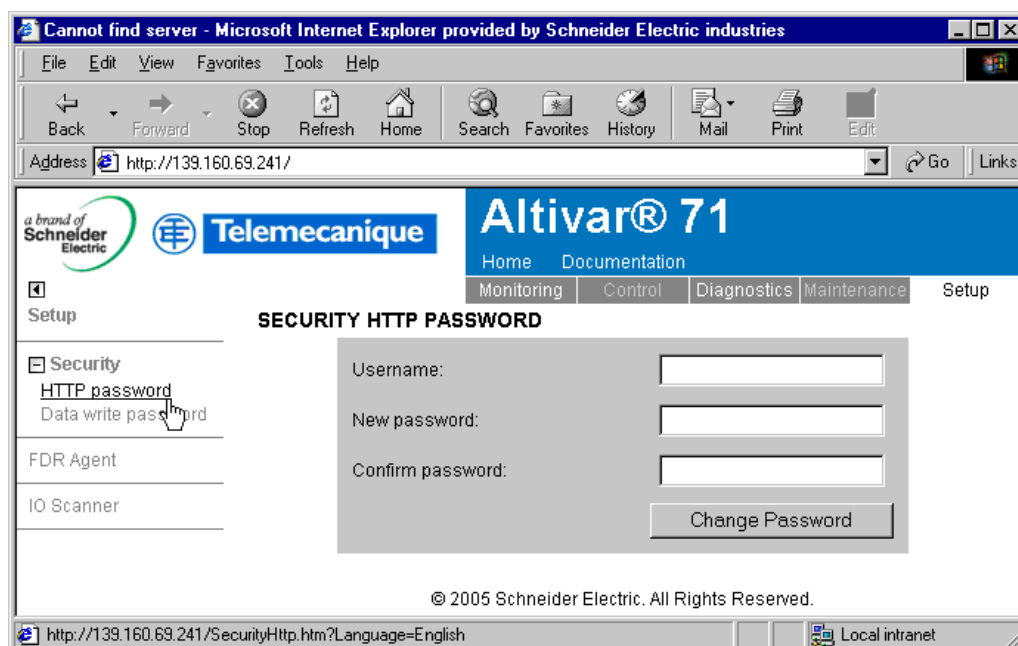 Cannot find server - Microsoft Internet Explorer provided by Schneider Electric industries
File Edit View Favorites Tools Help
Back Forward Stop Refresh Home Search Favorites History Mail Print Edit
Address http://139.160.69.241/ Go Links
a brand of
Schneider
Electric
Telemecanique
Altivar® 71
Home Documentation
Monitoring Control Diagnostics Maintenance Setup
Setup
SECURITY HTTP PASSWORD
Security
HTTP password
Data write password
FDR Agent
IO Scanner
Username:
New password:
Confirm password:
Change Password
© 2005 Schneider Electric. All Rights Reserved.
http://139.160.69.241/SecurityHttp.htm?Language=English Local intranet